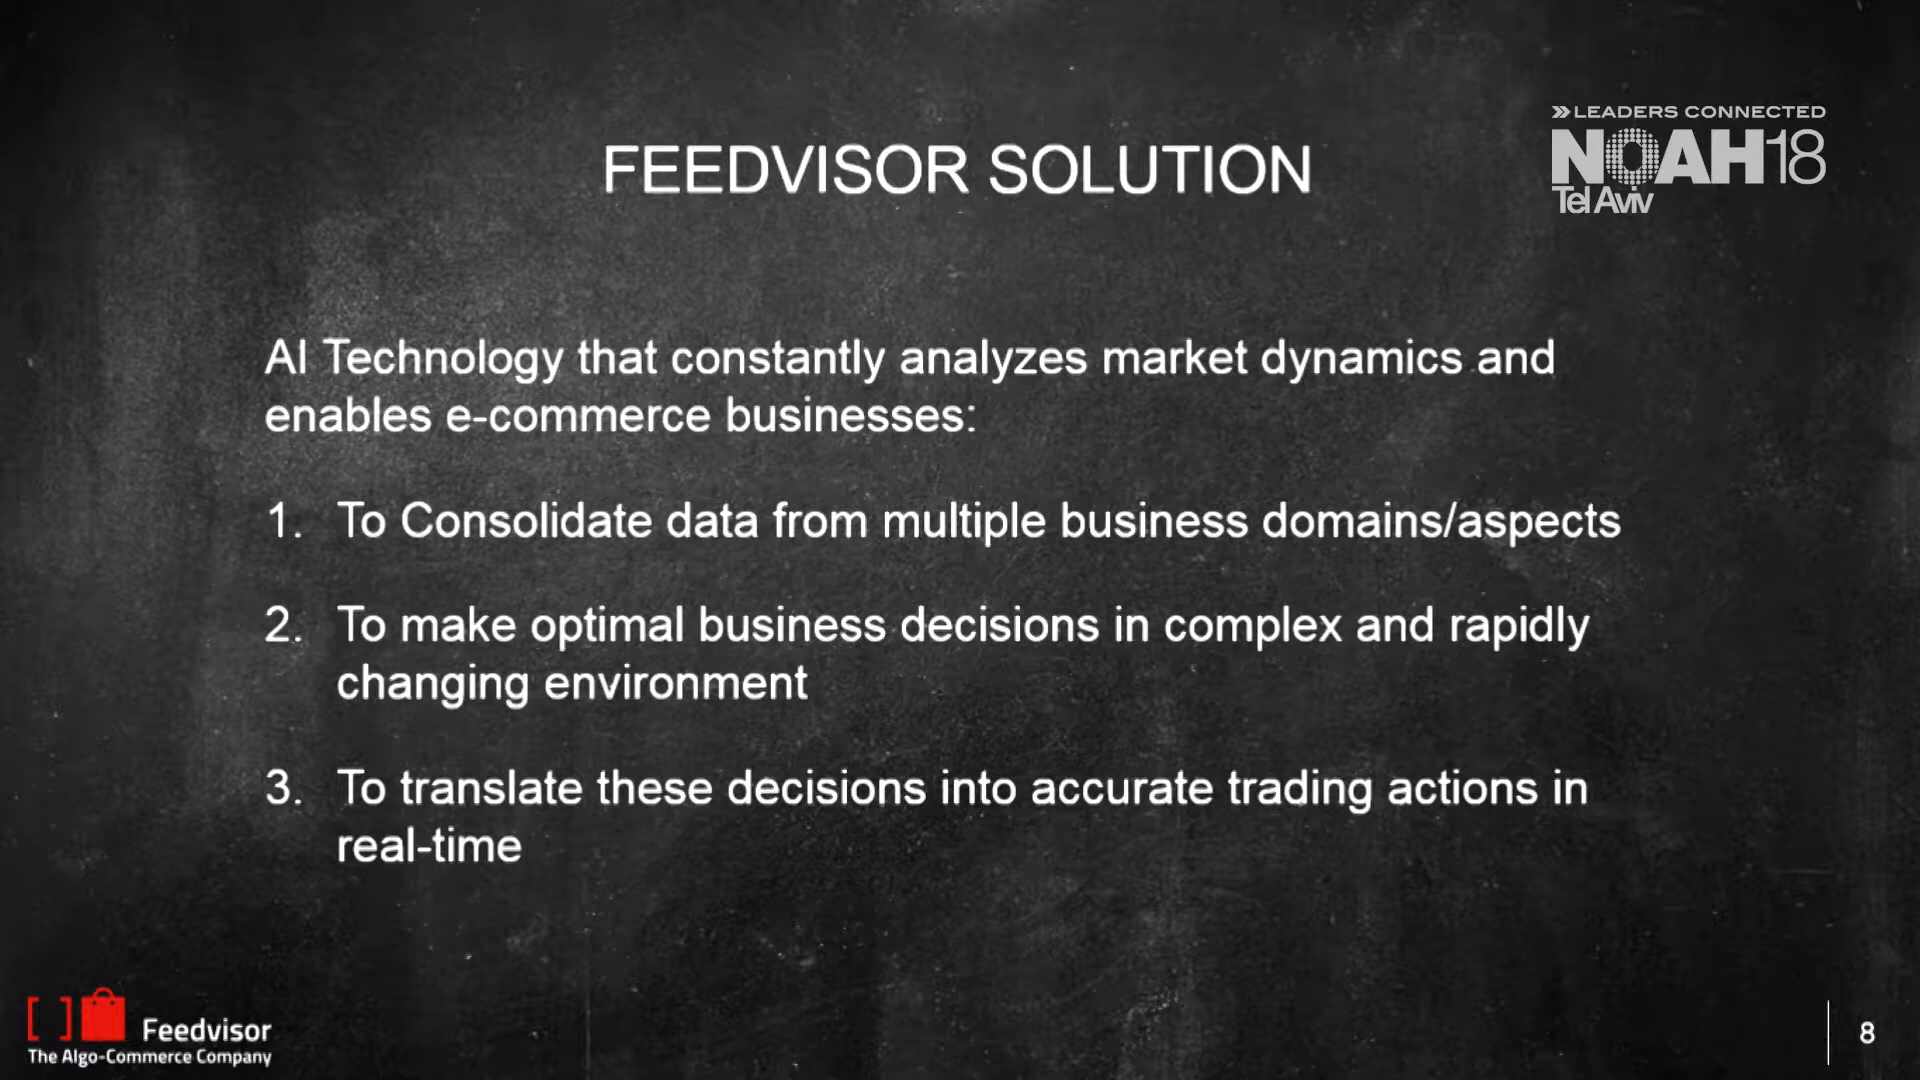 LEADERS CONNECTED
NOAH18
Tel Aviv
FEEDVISOR SOLUTION
AI Technology that constantly analyzes market dynamics and
enables e-commerce businesses:
1. To Consolidate data from multiple business domains/aspects
2. To make optimal business decisions in complex and rapidly
changing environment
3. To translate these decisions into accurate trading actions in
real-time
Feedvisor
The Algo-Commerce Company
8